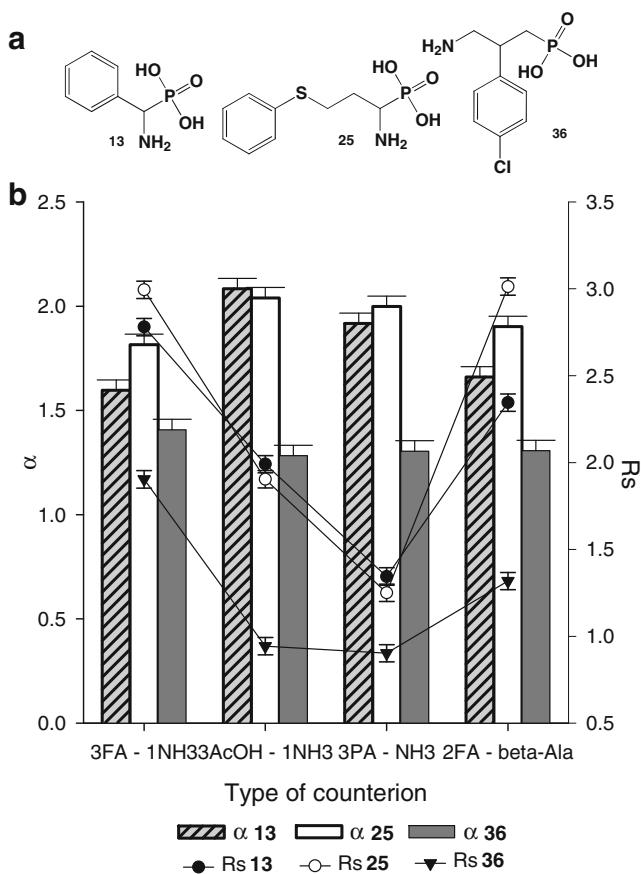 a
HO
O
P
OH
NH2
13
S
HO
O
P
OH
NH2
25
H2N
O
P
OH
HO
Cl
36
b
2.5
2.0
1.5
1.0
0.5
0.0
α
3.5
3.0
2.5
2.0
1.5
1.0
0.5
Rs
3FA - 1NH33AcOH - 1NH3 3PA - NH3 2FA - beta-Ala
Type of counterion
α 13 α 25 α 36
Rs 13 Rs 25 Rs 36